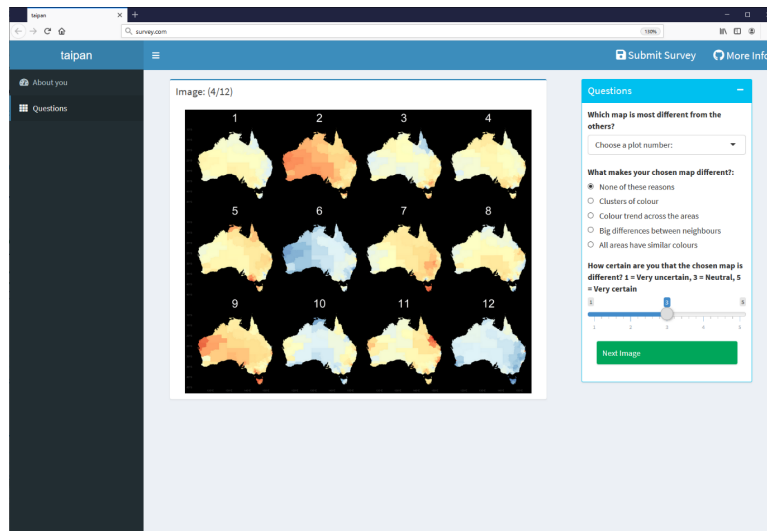 taipan
survey.com
130%
taipan
Submit Survey
More Info
About you
Questions
Image: (4/12)
1 2 3 4
5 6 7 8
9 10 11 12
Questions
Which map is most different from the
others?
Choose a plot number:
What makes your chosen map different?:
None of these reasons
Clusters of colour
Colour trend across the areas
Big differences between neighbours
All areas have similar colours
How certain are you that the chosen map is
different? 1 = Very uncertain, 3 = Neutral, 5
= Very certain
1 3 5
1 2 3 4 5
Next Image